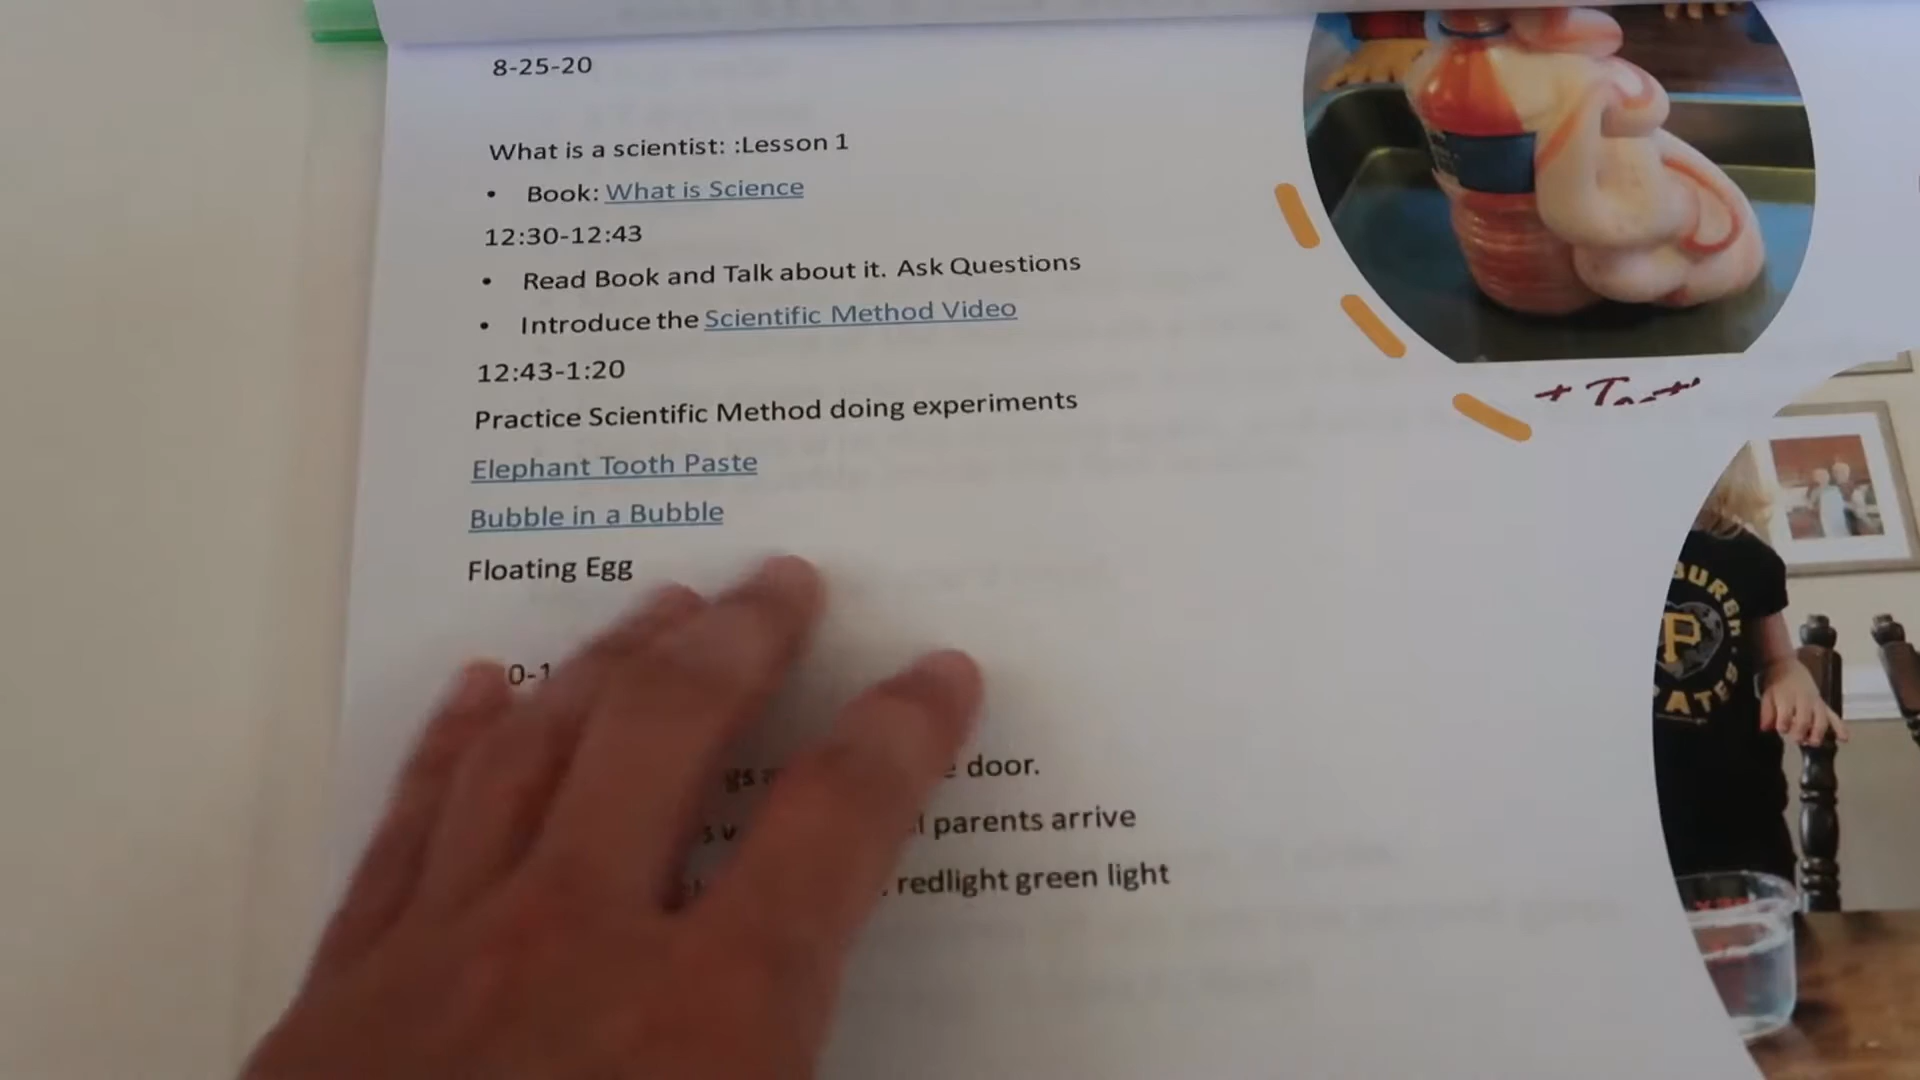 8-25-20
What is a scientist: :Lesson 1
• Book: What is Science
12:30-12:43
• Read Book and Talk about it. Ask Questions
• Introduce the Scientific Method Video
12:43-1:20
Practice Scientific Method doing experiments
Elephant Tooth Paste
Bubble in a Bubble
Floating Egg
0-1
door.
parents arrive
redlight green light
P